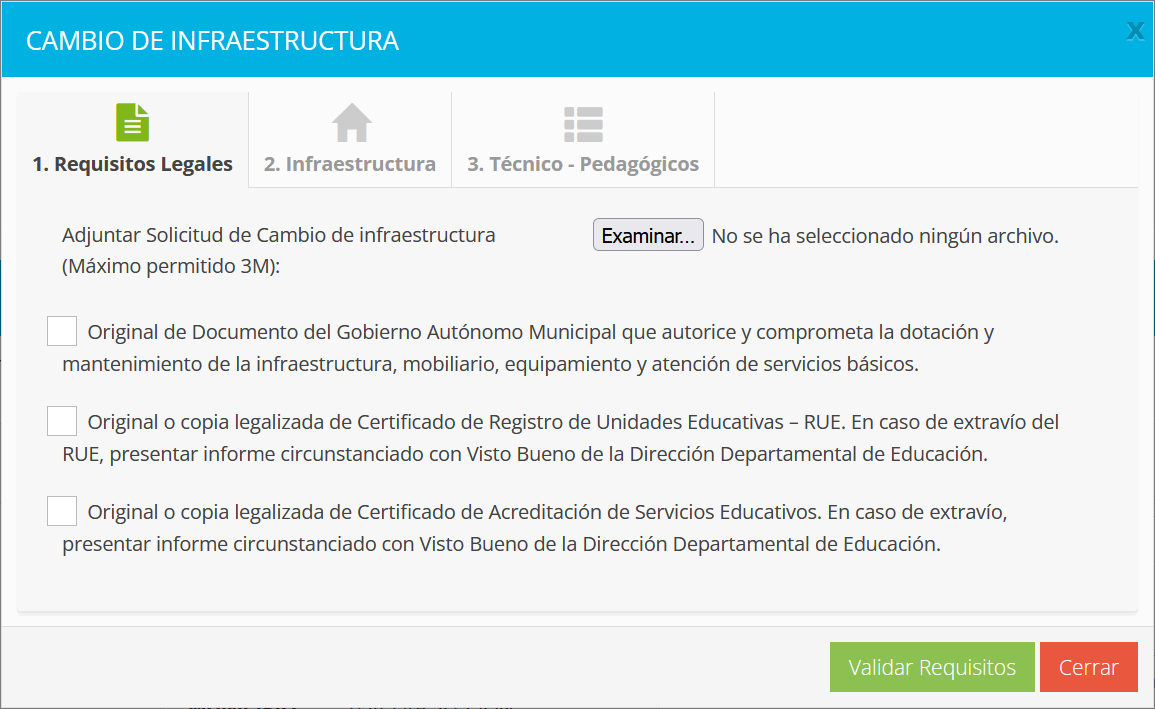 CAMBIO DE INFRAESTRUCTURA
X
1. Requisitos Legales
2. Infraestructura
3. Técnico - Pedagógicos
Adjuntar Solicitud de Cambio de infraestructura
(Máximo permitido 3M):
Examinar... No se ha seleccionado ningún archivo.
Original de Documento del Gobierno Autónomo Municipal que autorice y comprometa la dotación y
mantenimiento de la infraestructura, mobiliario, equipamiento y atención de servicios básicos.
Original o copia legalizada de Certificado de Registro de Unidades Educativas – RUE. En caso de extravío del
RUE, presentar informe circunstanciado con Visto Bueno de la Dirección Departamental de Educación.
Original o copia legalizada de Certificado de Acreditación de Servicios Educativos. En caso de extravío,
presentar informe circunstanciado con Visto Bueno de la Dirección Departamental de Educación.
Validar Requisitos
Cerrar